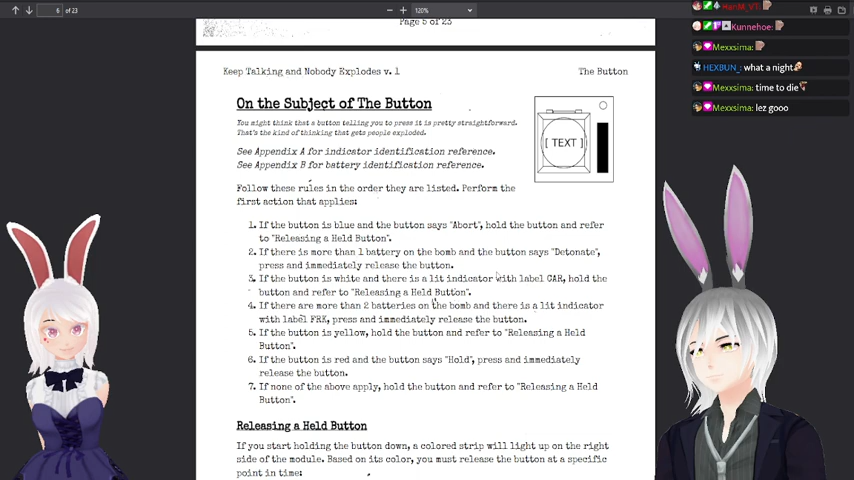 6 of 23
120%
Page 5 of 23
Keep Talking and Nobody Explodes v. 1
The Button
On the Subject of The Button
You might think that a button telling you to press it is pretty straightforward.
That's the kind of thinking that gets people exploded.
See Appendix A for indicator identification reference.
See Appendix B for battery identification reference.
[ TEXT ]
Follow these rules in the order they are listed. Perform the
first action that applies:
1. If the button is blue and the button says "Abort", hold the button and refer
to "Releasing a Held Button".
2. If there is more than 1 battery on the bomb and the button says "Detonate",
press and immediately release the button.
3. If the button is white and there is a lit indicator with label CAR, hold the
button and refer to "Releasing a Held Button".
4. If there are more than 2 batteries on the bomb and there is a lit indicator
with label FRK, press and immediately release the button.
5. If the button is yellow, hold the button and refer to "Releasing a Held
Button".
6. If the button is red and the button says "Hold", press and immediately
release the button.
7. If none of the above apply, hold the button and refer to "Releasing a Held
Button".
Releasing a Held Button
If you start holding the button down, a colored strip will light up on the right
side of the module. Based on its color, you must release the button at a specific
point in time:
Kunnehoe:
Mexxsima:
HEXBUN_: what a night
Mexxsima: time to die
Mexxsima: lez gooo